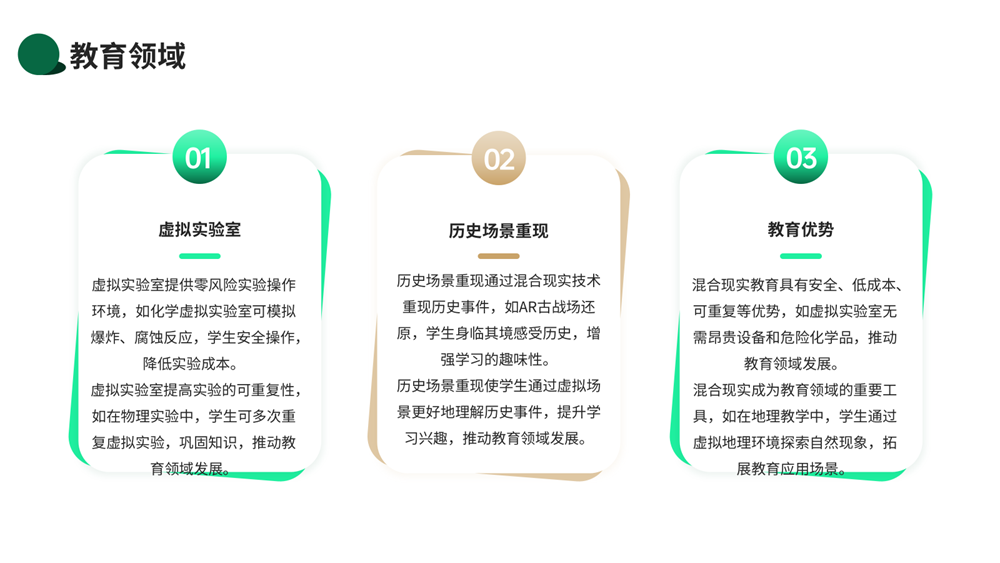 教育领域
01
虚拟实验室
虚拟实验室提供零风险实验操作
环境，如化学虚拟实验室可模拟
爆炸、腐蚀反应，学生安全操作，
降低实验成本。
虚拟实验室提高实验的可重复性，
如在物理实验中，学生可多次重
复虚拟实验，巩固知识，推动教
育领域发展。
02
历史场景重现
历史场景重现通过混合现实技术
重现历史事件，如AR古战场还
原，学生身临其境感受历史，增
强学习的趣味性。
历史场景重现使学生通过虚拟场
景更好地理解历史事件，提升学
习兴趣，推动教育领域发展。
03
教育优势
混合现实教育具有安全、低成本、
可重复等优势，如虚拟实验室无
需昂贵设备和危险化学品，推动
教育领域发展。
混合现实成为教育领域的重要工
具，如在地理教学中，学生通过
虚拟地理环境探索自然现象，拓
展教育应用场景。